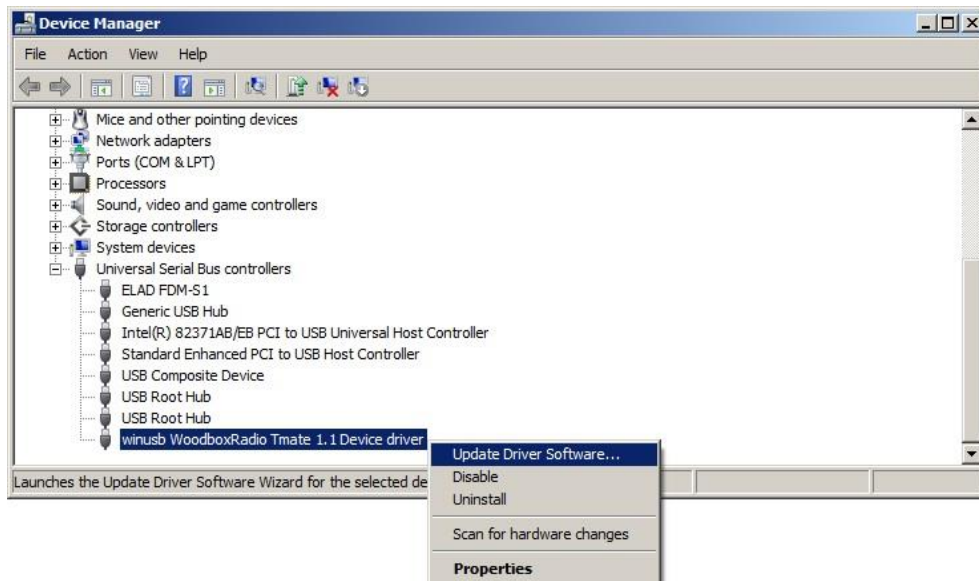 Device Manager
File Action View Help
Mice and other pointing devices
Network adapters
Ports (COM & LPT)
Processors
Sound, video and game controllers
Storage controllers
System devices
Universal Serial Bus controllers
ELAD FDM-S1
Generic USB Hub
Intel(R) 82371AB/EB PCI to USB Universal Host Controller
Standard Enhanced PCI to USB Host Controller
USB Composite Device
USB Root Hub
USB Root Hub
winusb WoodboxRadio Tmate 1.1 Device driver
Update Driver Software...
Disable
Uninstall
Scan for hardware changes
Properties
Launches the Update Driver Software Wizard for the selected de